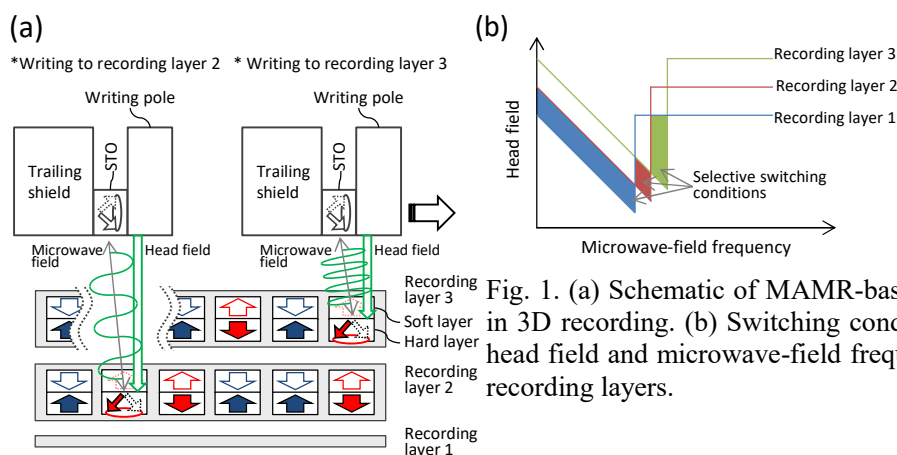 (a)
*Writing to recording layer 2
* Writing to recording layer 3
Writing pole
Writing pole
STO
STO
Trailing
shield
Trailing
shield
Microwave
field
Head field
Microwave
field
Head field
Recording
layer 3
Soft layer
Hard layer
Recording
layer 2
Recording
layer 1
(b)
Head field
Recording layer 3
Recording layer 2
Recording layer 1
Selective switching
conditions
Microwave-field frequency
Fig. 1. (a) Schematic of MAMR-bas
in 3D recording. (b) Switching cond
head field and microwave-field frequ
recording layers.